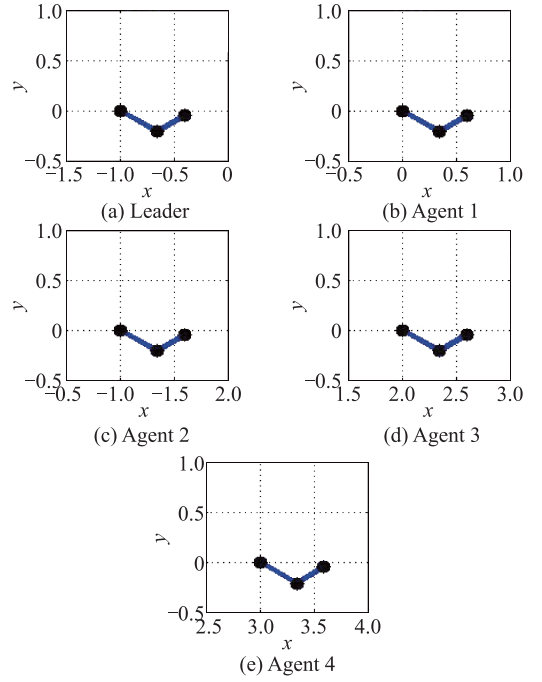 1.0 1.0
y 0.5 y 0.5
0 0
−0.5 −0.5
−1.5 −1.0 −0.5 0 −0.5 0 0.5 1.0
x x
(a) Leader (b) Agent 1
1.0 1.0
y 0.5 y 0.5
0 0
−0.5 −0.5
−0.5 −1.0 −1.5 2.0 1.5 2.0 2.5 3.0
x x
(c) Agent 2 (d) Agent 3
1.0
y 0.5
0
−0.5
2.5 3.0 3.5 4.0
x
(e) Agent 4